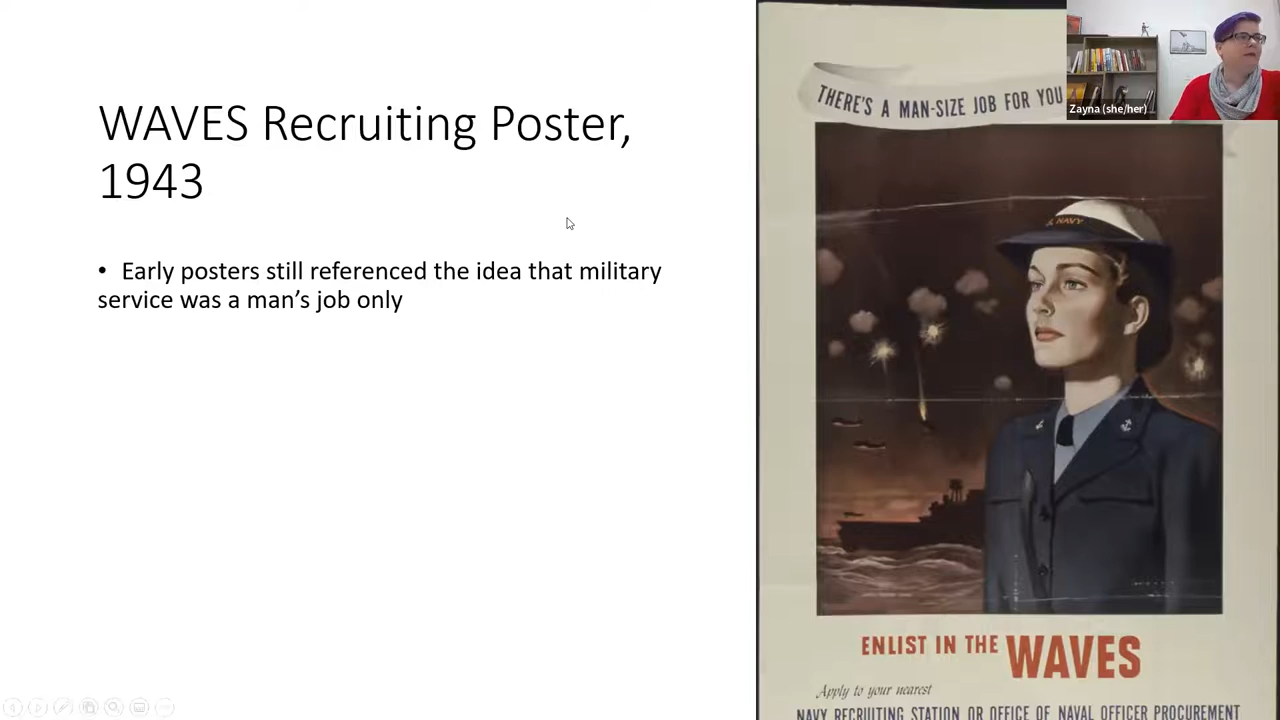 WAVES Recruiting Poster,
1943
• Early posters still referenced the idea that military
service was a man’s job only
THERE'S A MAN-SIZE JOB FOR YOU
Zayna (she/her)
NAVY
ENLIST IN THE WAVES
Apply to your nearest
NAVY RECRUITING STATION OR OFFICE OF NAVAL OFFICER PROCUREMENT